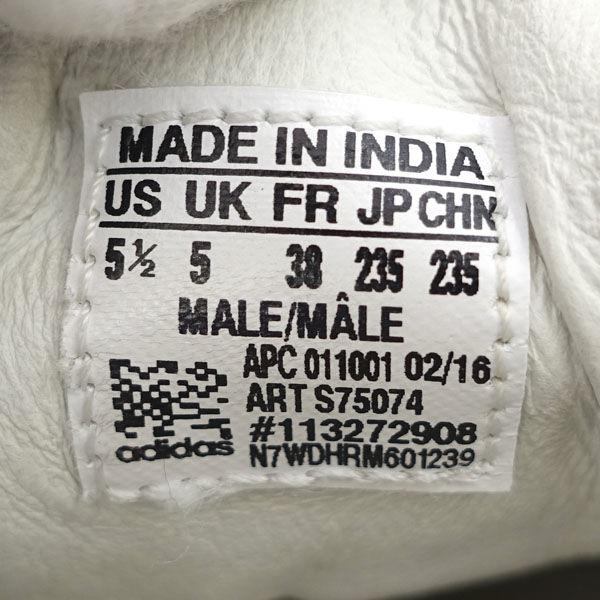 MADE IN INDIA
US UK FR JP CHN
5½ 5 38 235 235
MALE/MÂLE
APC 011001 02/16
ART S75074
#113272908
adidas N7WDHRM601239